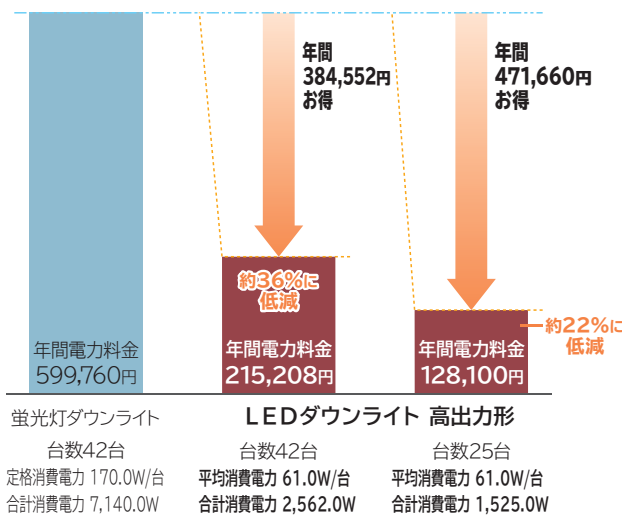 年間
384,552円
お得
年間
471,660円
お得
約36%に
低減
約22%に
低減
年間電力料金
599,760円
年間電力料金
215,208円
年間電力料金
128,100円
蛍光灯ダウンライト
LEDダウンライト 高出力形
台数42台
定格消費電力 170.0W/台
合計消費電力 7,140.0W
台数42台
平均消費電力 61.0W/台
合計消費電力 2,562.0W
台数25台
平均消費電力 61.0W/台
合計消費電力 1,525.0W